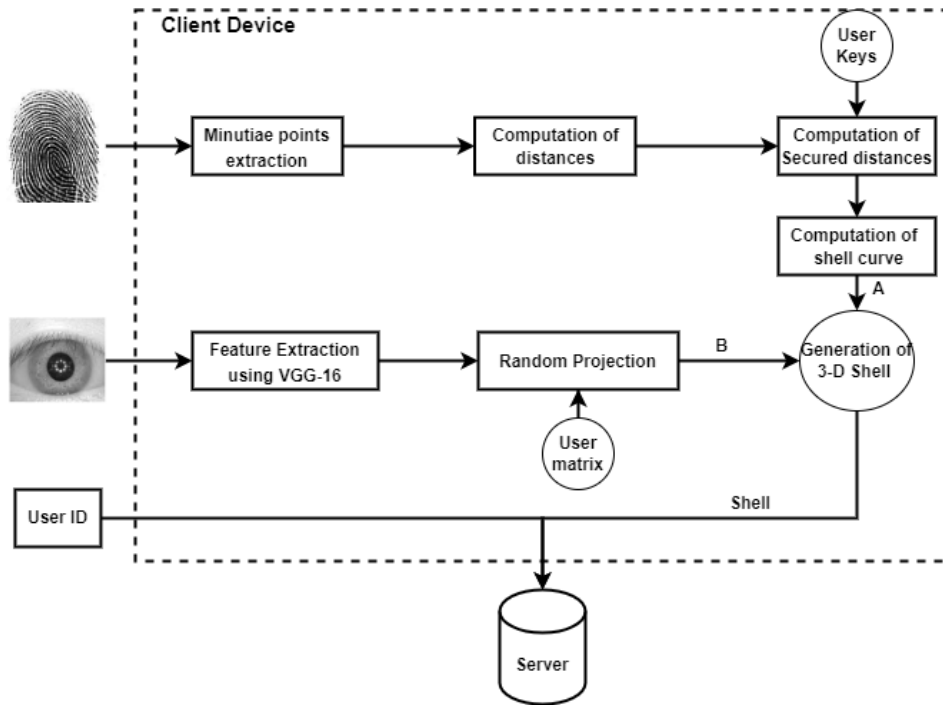 Client Device
User
Keys
Minutiae points
extraction
Computation of
distances
Computation of
Secured distances
Computation of
shell curve
A
Feature Extraction
using VGG-16
Random Projection
B
Generation of
3-D Shell
User
matrix
User ID
Shell
Server